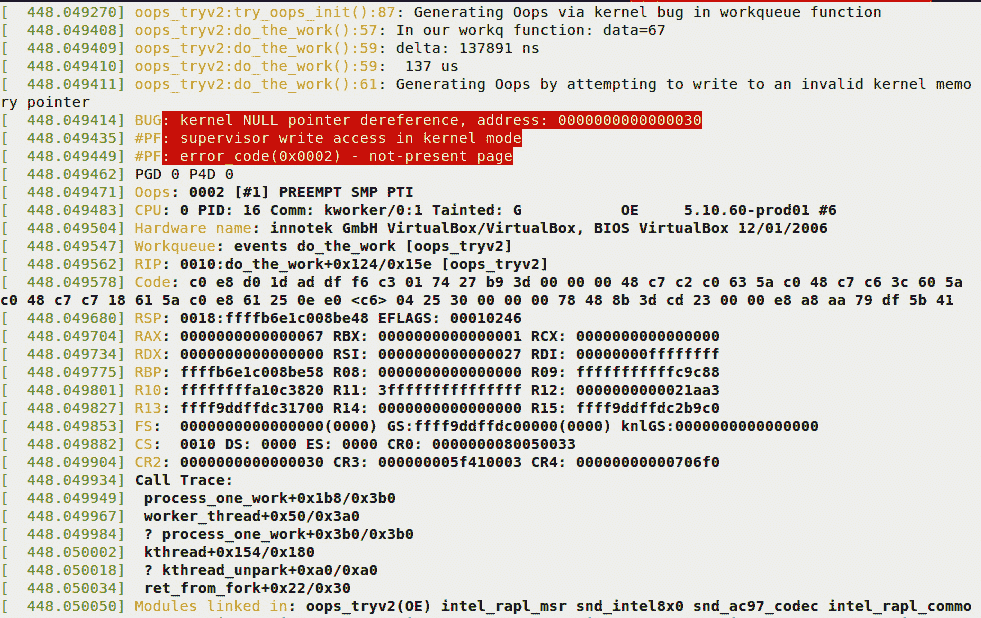 [  448.049270] oops_tryv2:try_oops_init():87: Generating Oops via kernel bug in workqueue function
[  448.049408] oops_tryv2:do_the_work():57: In our workq function: data=67
[  448.049409] oops_tryv2:do_the_work():59: delta: 137891 ns
[  448.049410] oops_tryv2:do_the_work():59:  137 us
[  448.049411] oops_tryv2:do_the_work():61: Generating Oops by attempting to write to an invalid kernel memo
ry pointer
[  448.049414] BUG: kernel NULL pointer dereference, address: 0000000000000030
[  448.049435] #PF: supervisor write access in kernel mode
[  448.049449] #PF: error_code(0x0002) - not-present page
[  448.049462] PGD 0 P4D 0
[  448.049471] Oops: 0002 [#1] PREEMPT SMP PTI
[  448.049483] CPU: 0 PID: 16 Comm: kworker/0:1 Tainted: G           OE     5.10.60-prod01 #6
[  448.049504] Hardware name: innotek GmbH VirtualBox/VirtualBox, BIOS VirtualBox 12/01/2006
[  448.049547] Workqueue: events do_the_work [oops_tryv2]
[  448.049562] RIP: 0010:do_the_work+0x124/0x15e [oops_tryv2]
[  448.049578] Code: c0 e8 d0 1d ad df f6 c3 01 74 27 b9 3d 00 00 00 48 c7 c2 c0 63 5a c0 48 c7 c6 3c 60 5a
c0 48 c7 c7 18 61 5a c0 e8 61 25 0e e0 <c6> 04 25 30 00 00 00 78 48 8b 3d cd 23 00 00 e8 a8 aa 79 df 5b 41
[  448.049680] RSP: 0018:ffffb6e1c008be48 EFLAGS: 00010246
[  448.049704] RAX: 0000000000000067 RBX: 0000000000000001 RCX: 0000000000000000
[  448.049734] RDX: 0000000000000000 RSI: 0000000000000027 RDI: 00000000ffffffff
[  448.049775] RBP: ffffb6e1c008be58 R08: 0000000000000000 R09: fffffffffffc9c88
[  448.049801] R10: ffffffffa10c3820 R11: 3fffffffffffffff R12: 0000000000021aa3
[  448.049827] R13: ffff9ddffdc31700 R14: 0000000000000000 R15: ffff9ddffdc2b9c0
[  448.049853] FS:  0000000000000000(0000) GS:ffff9ddffdc00000(0000) knlGS:0000000000000000
[  448.049882] CS:  0010 DS: 0000 ES: 0000 CR0: 0000000080050033
[  448.049904] CR2: 0000000000000030 CR3: 000000005f410003 CR4: 00000000000706f0
[  448.049934] Call Trace:
[  448.049949]  process_one_work+0x1b8/0x3b0
[  448.049967]  worker_thread+0x50/0x3a0
[  448.049984]  ? process_one_work+0x3b0/0x3b0
[  448.050002]  kthread+0x154/0x180
[  448.050018]  ? kthread_unpark+0xa0/0xa0
[  448.050034]  ret_from_fork+0x22/0x30
[  448.050050] Modules linked in: oops_tryv2(OE) intel_rapl_msr snd_intel8x0 snd_ac97_codec intel_rapl_commo